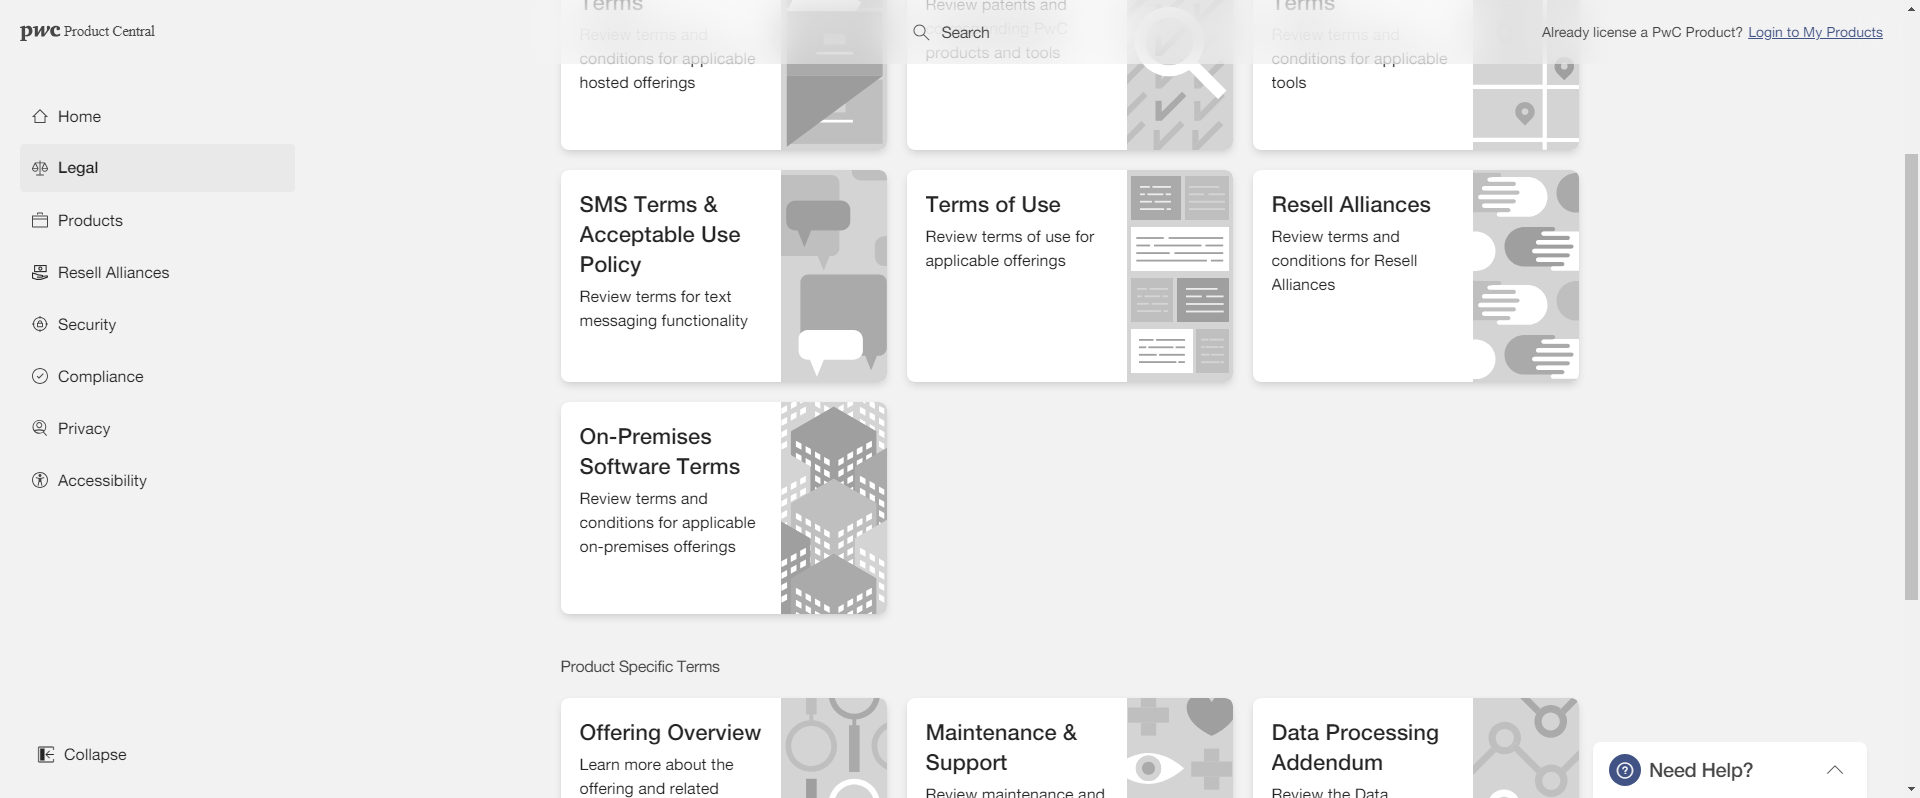 pwc Product Central
Search
Already license a PwC Product? Login to My Products
Home
Legal
Products
Resell Alliances
Security
Compliance
Privacy
Accessibility
Collapse
Terms
Review terms and
conditions for applicable
hosted offerings
Review patents and
corresponding PwC
products and tools
Terms
Review terms and
conditions for applicable
tools
SMS Terms &
Acceptable Use
Policy
Review terms for text
messaging functionality
Terms of Use
Review terms of use for
applicable offerings
Resell Alliances
Review terms and
conditions for Resell
Alliances
On-Premises
Software Terms
Review terms and
conditions for applicable
on-premises offerings
Product Specific Terms
Offering Overview
Learn more about the
offering and related
Maintenance &
Support
Review maintenance and
Data Processing
Addendum
Review the Data
Need Help?